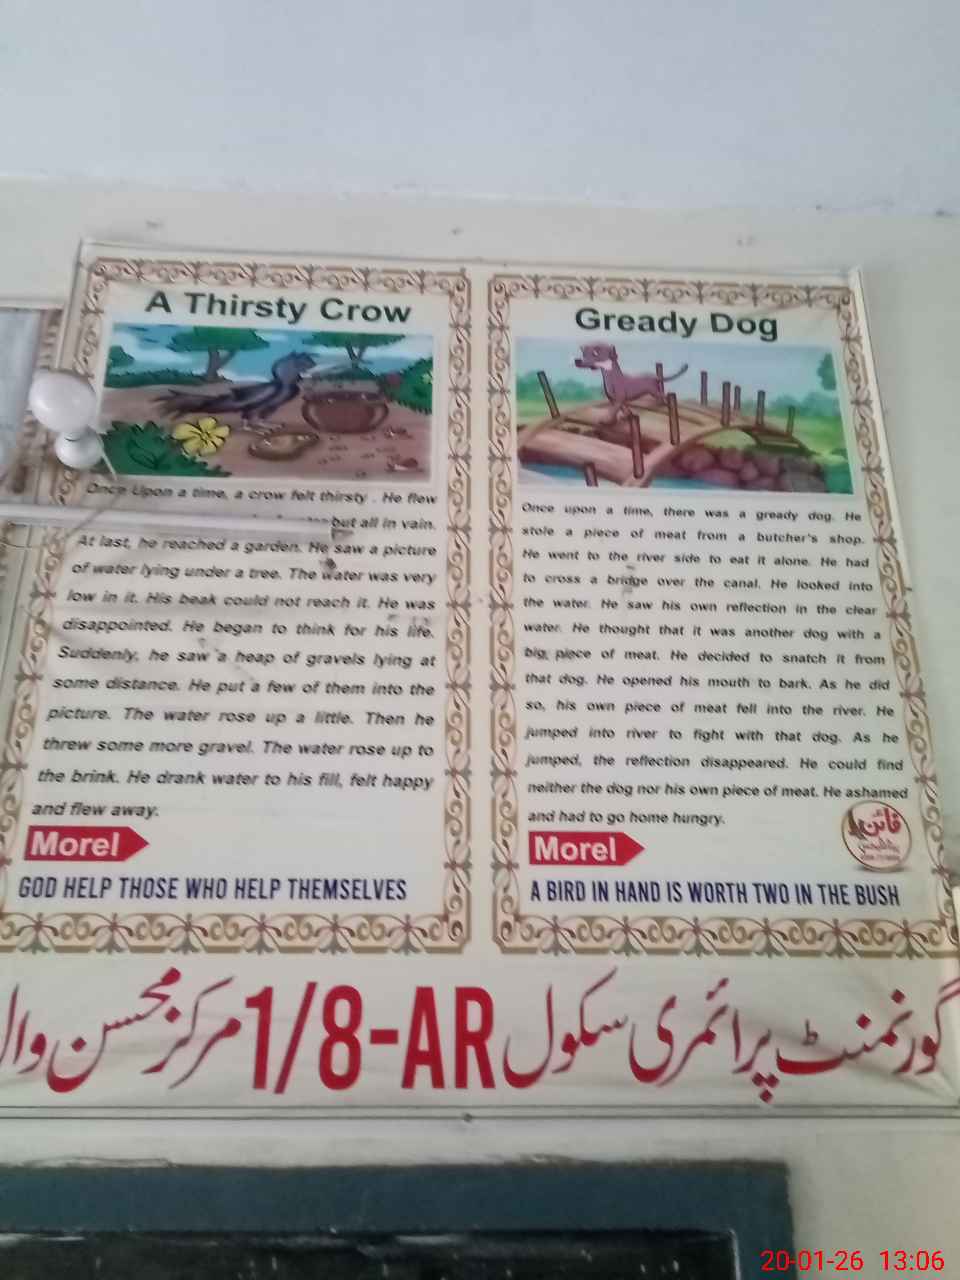 A Thirsty Crow
Once Upon a time, a crow felt thirsty . He flew
but all in vain.
At last, he reached a garden. He saw a picture
of water lying under a tree. The water was very
low in it. His beak could not reach it. He was
disappointed. He began to think for his life.
Suddenly, he saw a heap of gravels lying at
some distance. He put a few of them into the
picture. The water rose up a little. Then he
threw some more gravel. The water rose up to
the brink. He drank water to his fill, felt happy
and flew away.
Morel
GOD HELP THOSE WHO HELP THEMSELVES
Gready Dog
Once upon a time, there was a gready dog. He
stole a piece of meat from a butcher's shop.
He went to the river side to eat it alone. He had
to cross a bridge over the canal. He looked into
the water. He saw his own reflection in the clear
water. He thought that it was another dog with a
big piece of meat. He decided to snatch it from
that dog. He opened his mouth to bark. As he did
so, his own piece of meat fell into the river. He
jumped into river to fight with that dog. As he
jumped, the reflection disappeared. He could find
neither the dog nor his own piece of meat. He ashamed
and had to go home hungry.
Morel
A BIRD IN HAND IS WORTH TWO IN THE BUSH
فائن
گورنمنٹ پرائمری سکول 1/8-AR مرکز محسن وال
20-01-26 13:06